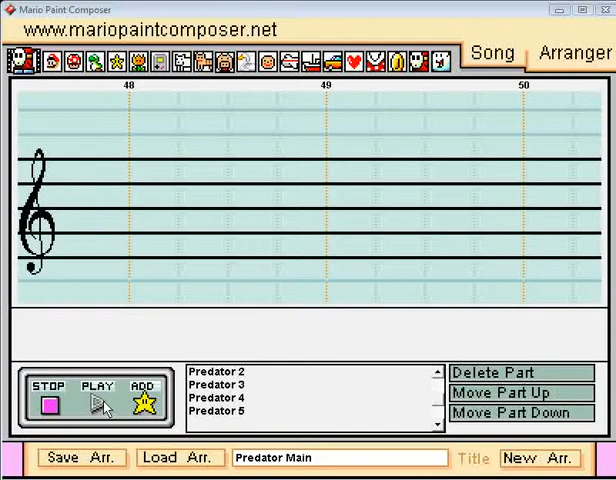 Mario Paint Composer
www.mariopaintcomposer.net
Song Arranger
48 49 50
STOP PLAY ADD
Predator 2
Predator 3
Predator 4
Predator 5
Delete Part
Move Part Up
Move Part Down
Save Arr. Load Arr. Predator Main Title New Arr.